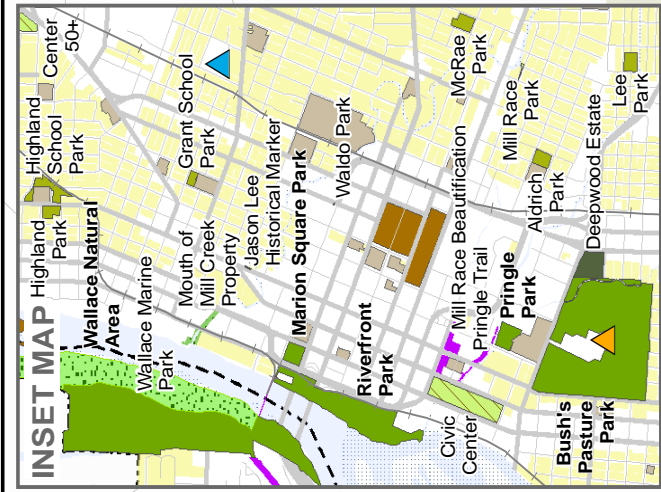 INSET MAP
Highland
Park
Highland
School
Park
Center
50+
Wallace Natural
Area
Wallace Marine
Park
Mouth of
Mill Creek
Property
Grant School
Park
Jason Lee
Historical Marker
Marion Square Park
Waldo Park
Riverfront
Park
McRae
Park
Mill Race Beautification
Pringle Trail
Pringle
Park
Mill Race
Park
Aldrich
Park
Lee
Park
Deepwood Estate
Civic
Center
Bush's
Pasture
Park